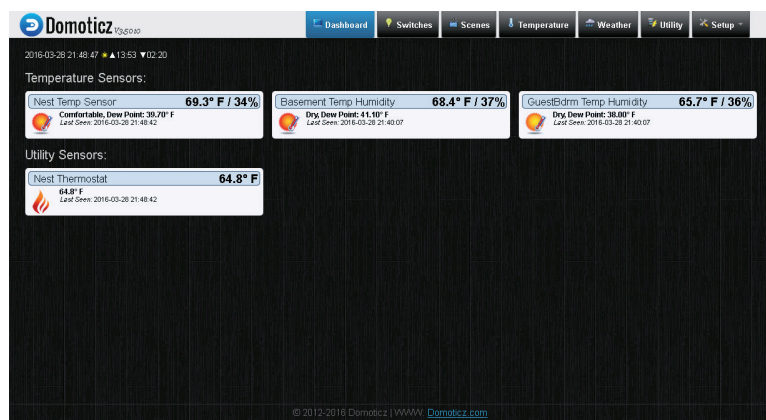 Domoticz V3.5010
Dashboard Switches Scenes Temperature Weather Utility Setup
2016-03-28 21:48:47 ☀▲13:53 ▼02:20
Temperature Sensors:
Nest Temp Sensor 69.3° F / 34%
Comfortable, Dew Point: 39.70° F
Last Seen: 2016-03-28 21:48:42
Basement Temp Humidity 68.4° F / 37%
Dry, Dew Point: 41.10° F
Last Seen: 2016-03-28 21:40:07
GuestBdrm Temp Humidity 65.7° F / 36%
Dry, Dew Point: 38.00° F
Last Seen: 2016-03-28 21:40:07
Utility Sensors:
Nest Thermostat 64.8° F
64.8° F
Last Seen: 2016-03-28 21:48:42
© 2012-2016 Domoticz | WWW: Domoticz.com